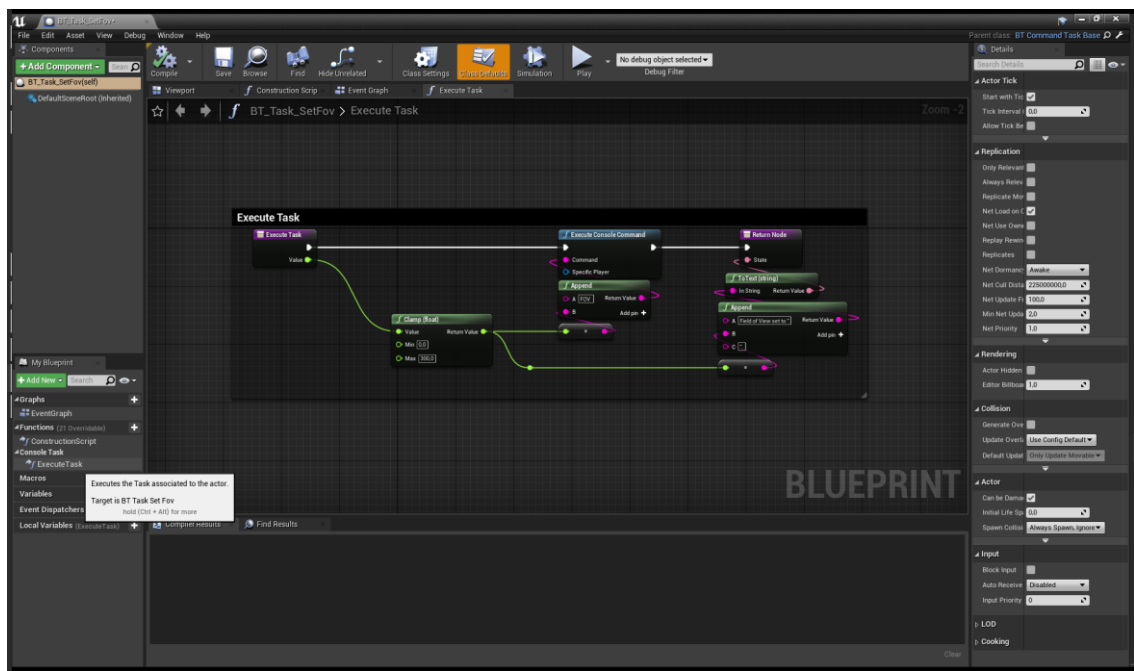 BT_Task_SetFov*
File Edit Asset View Debug Window Help
Parent class: BT Command Task Base
Components
+Add Component
BT_Task_SetFov(self)
DefaultSceneRoot (Inherited)
Compile Save Browse Find Hide Unrelated Class Settings Class Defaults Simulation Play
No debug object selected
Debug Filter
Viewport Construction Scrip Event Graph Execute Task
BT_Task_SetFov > Execute Task
Zoom -2
Execute Task
Execute Task
Value
Execute Console Command
Command
Specific Player
Return Node
State
ToText (string)
In String Return Value
Append
A FOV Return Value
B Add pin +
Append
A Field of View set to " Return Value
B Add pin +
C "
Clamp (float)
Value Return Value
Min 0,0
Max 300,0
BLUEPRINT
My Blueprint
+Add New Search
Graphs
EventGraph
Functions (21 Overridable)
ConstructionScript
Console Task
ExecuteTask
Macros
Variables
Event Dispatchers
Local Variables (ExecuteTask)
Executes the Task associated to the actor.
Target is BT Task Set Fov
hold (Ctrl + Alt) for more
Compiler Results Find Results
Clear
Details
Search Details
Actor Tick
Start with Tic
Tick Interval 0,0
Allow Tick Be
Replication
Only Relevant
Always Relev
Replicate Mov
Net Load on C
Net Use Owne
Replay Rewin
Replicates
Net Dormanc Awake
Net Cull Dista 225000000,0
Net Update Fr 100,0
Min Net Upda 2,0
Net Priority 1,0
Rendering
Actor Hidden
Editor Billboa 1,0
Collision
Generate Ove
Update Overla Use Config Default
Default Updat Only Update Movable
Actor
Can be Damag
Initial Life Sp 0,0
Spawn Collisi Always Spawn, Ignore
Input
Block Input
Auto Receive Disabled
Input Priority 0
LOD
Cooking